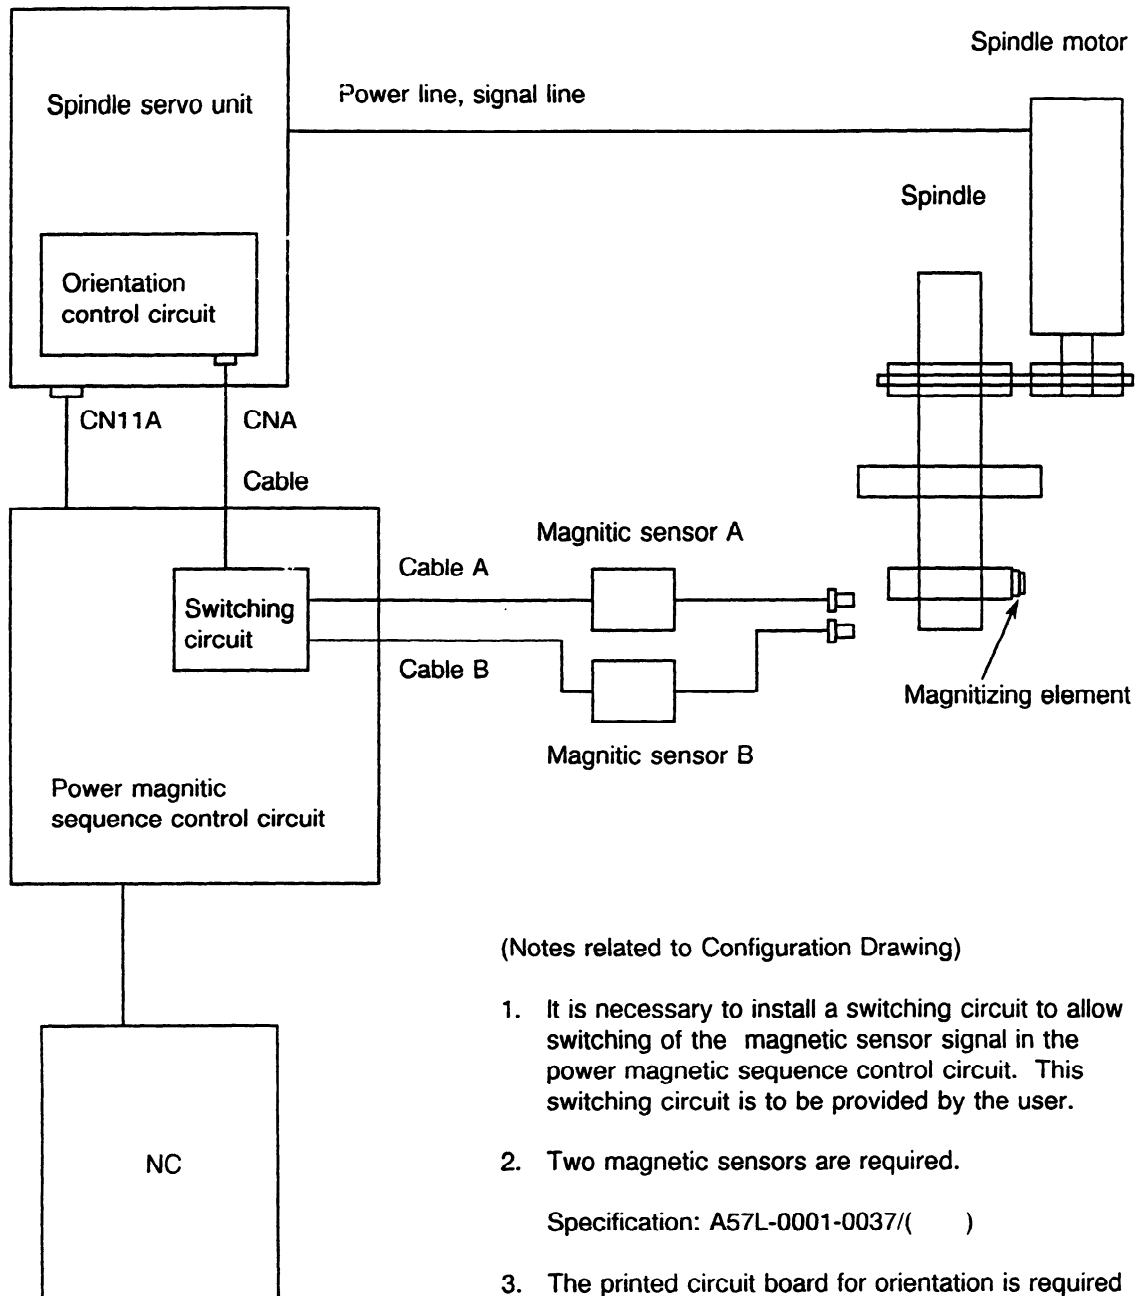 Spindle motor
Power line, signal line
Spindle servo unit
Spindle
Orientation
control circuit
CN11A
CNA
Cable
Magnitic sensor A
Cable A
Switching
circuit
Cable B
Magnitizing element
Magnitic sensor B
Power magnitic
sequence control circuit
(Notes related to Configuration Drawing)
1. It is necessary to install a switching circuit to allow
switching of the magnetic sensor signal in the
power magnetic sequence control circuit. This
switching circuit is to be provided by the user.
NC
2. Two magnetic sensors are required.
Specification: A57L-0001-0037/( )
3. The printed circuit board for orientation is required